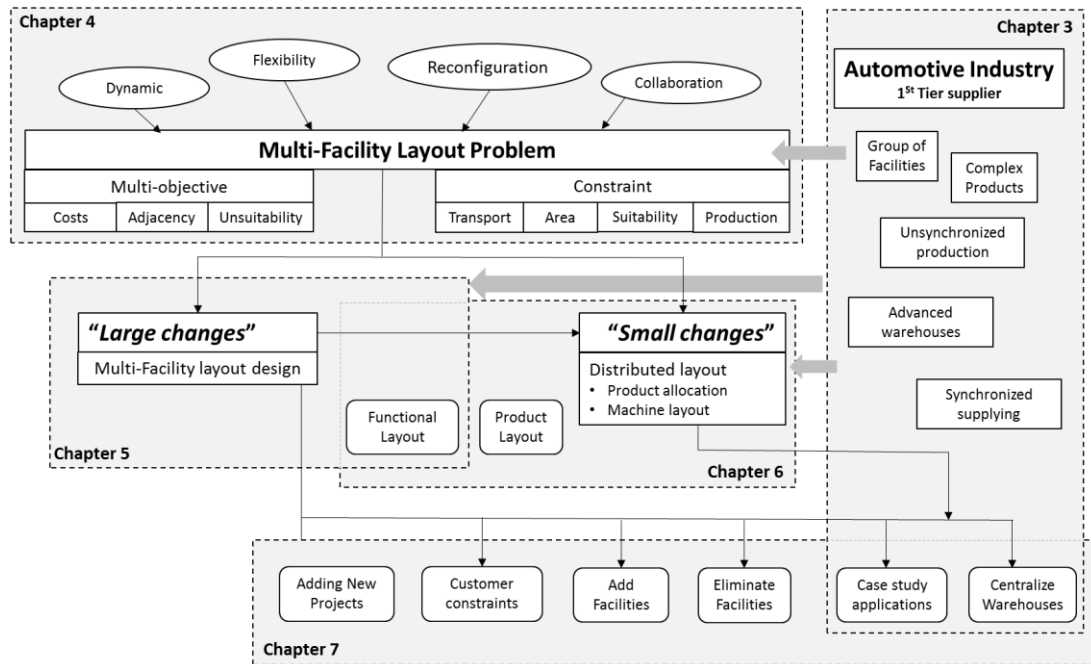 Chapter 4
Dynamic
Flexibility
Reconfiguration
Collaboration
Multi-Facility Layout Problem
Multi-objective
Costs
Adjacency
Unsuitability
Constraint
Transport
Area
Suitability
Production
Chapter 3
Automotive Industry
1St Tier supplier
Group of
Facilities
Complex
Products
Unsynchronized
production
Advanced
warehouses
Synchronized
supplying
“Large changes”
Multi-Facility layout design
“Small changes”
Distributed layout
• Product allocation
• Machine layout
Functional
Layout
Product
Layout
Chapter 5
Chapter 6
Adding New
Projects
Customer
constraints
Add
Facilities
Eliminate
Facilities
Case study
applications
Centralize
Warehouses
Chapter 7